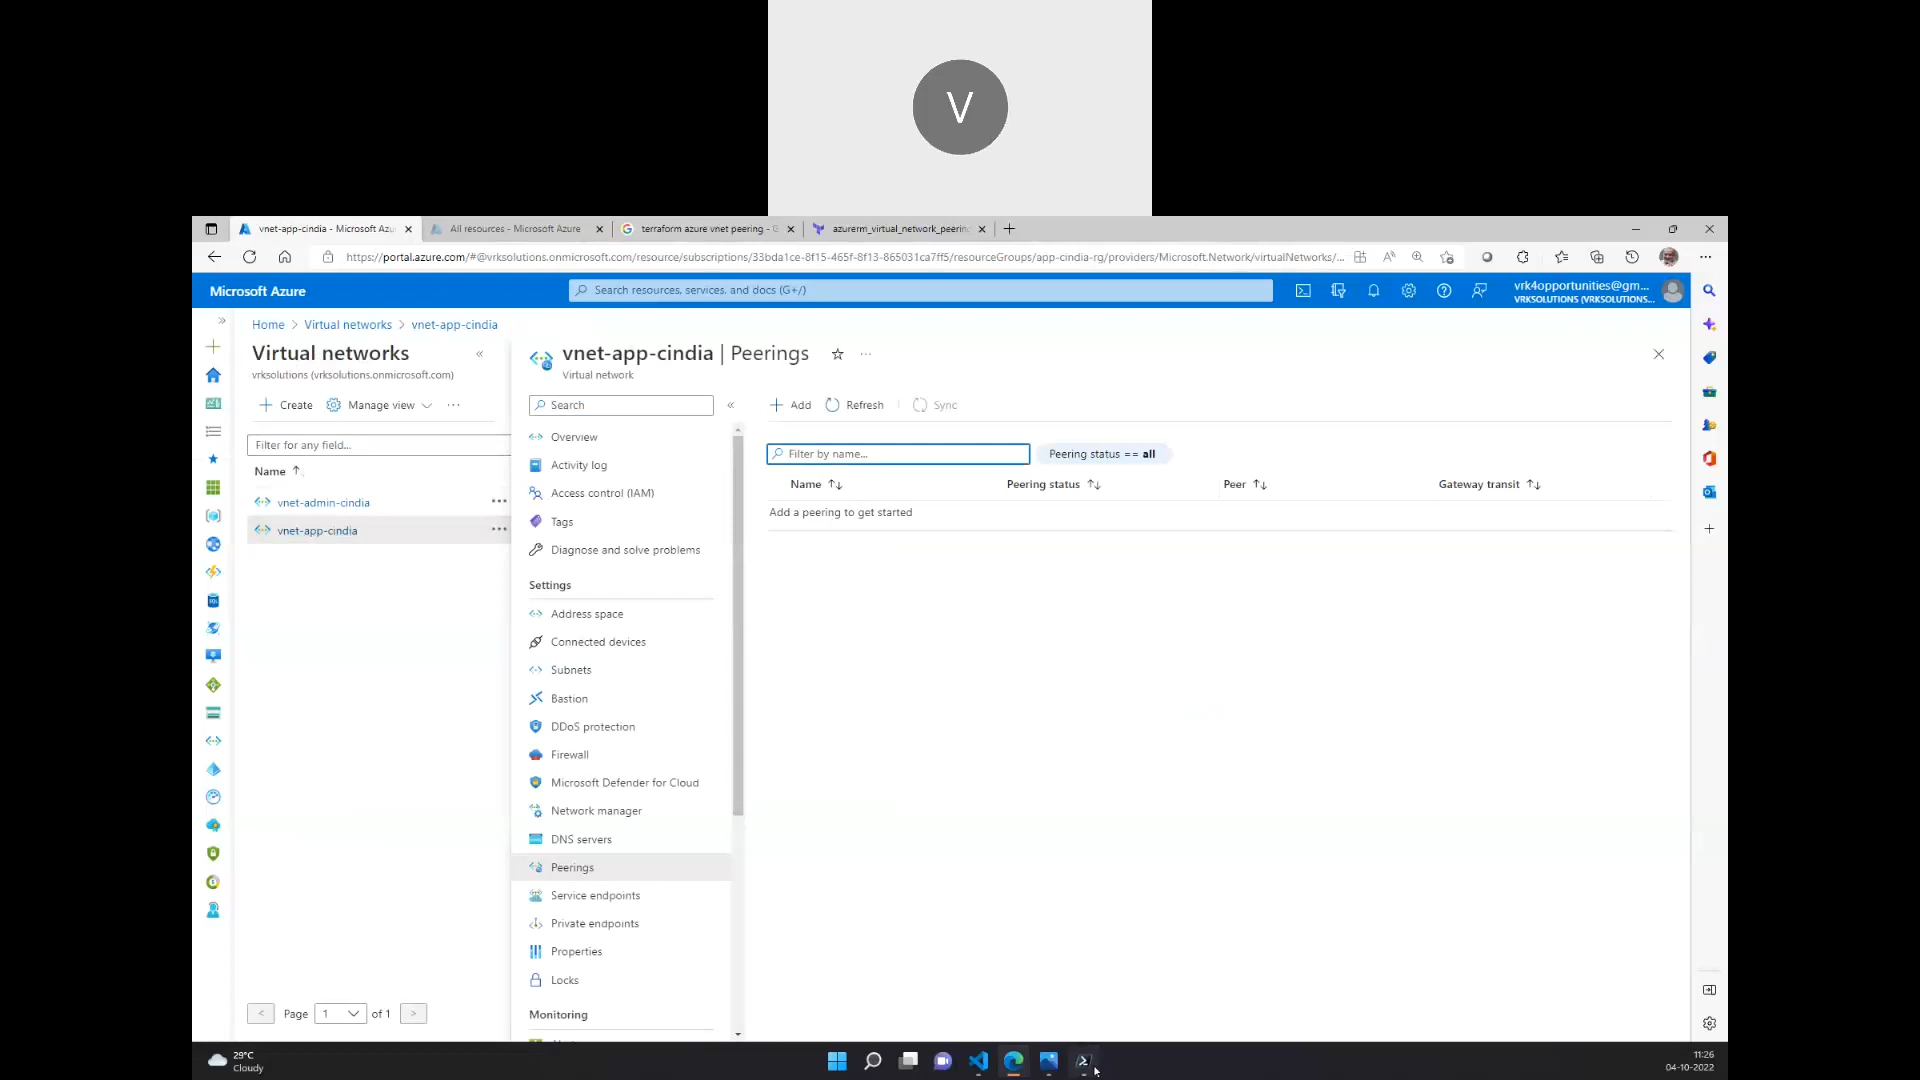 V
vnet-app-cindia - Microsoft Azu
All resources - Microsoft Azure
terraform azure vnet peering - G
azurerm_virtual_network_peerin
https://portal.azure.com/#@vrksolutions.onmicrosoft.com/resource/subscriptions/33bda1ce-8f15-465f-8f13-865031ca7ff5/resourceGroups/app-cindia-rg/providers/Microsoft.Network/virtualNetworks/...
Microsoft Azure
Search resources, services, and docs (G+/)
vrk4opportunities@gm...
VRKSOLUTIONS (VRKSOLUTIONS....
Home > Virtual networks > vnet-app-cindia
Virtual networks
vrksolutions (vrksolutions.onmicrosoft.com)
Create
Manage view
Filter for any field...
Name
vnet-admin-cindia
vnet-app-cindia
Page 1 of 1
vnet-app-cindia | Peerings
Virtual network
Search
Overview
Activity log
Access control (IAM)
Tags
Diagnose and solve problems
Settings
Address space
Connected devices
Subnets
Bastion
DDoS protection
Firewall
Microsoft Defender for Cloud
Network manager
DNS servers
Peerings
Service endpoints
Private endpoints
Properties
Locks
Monitoring
Add
Refresh
Sync
Filter by name...
Peering status == all
Name
Peering status
Peer
Gateway transit
Add a peering to get started
29°C
Cloudy
11:26
04-10-2022